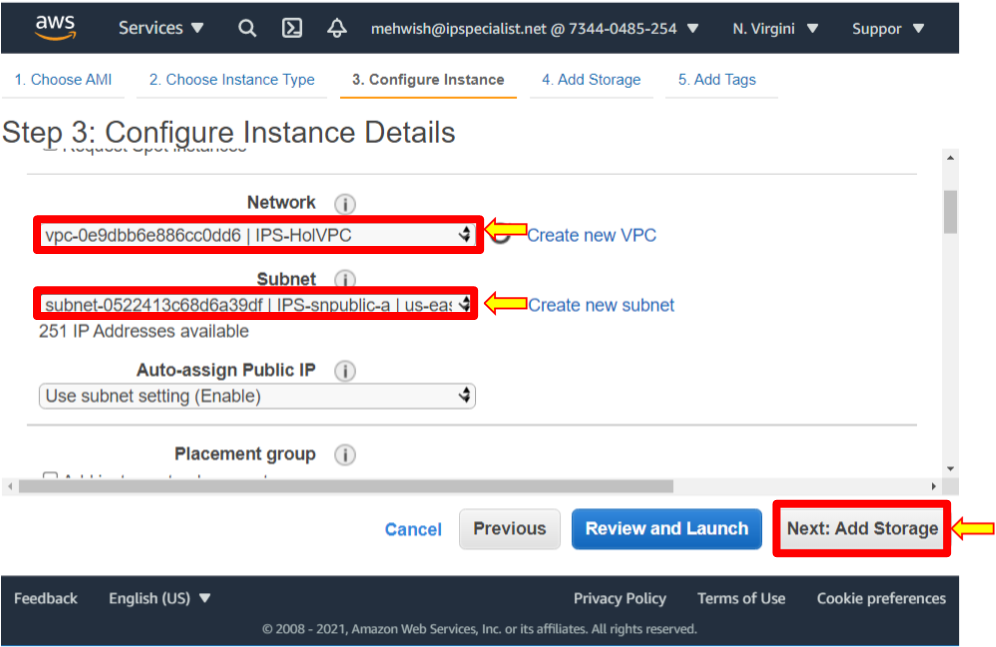 aws Services mehwish@ipspecialist.net @ 7344-0485-254 N. Virgini Suppor
1. Choose AMI 2. Choose Instance Type 3. Configure Instance 4. Add Storage 5. Add Tags
Step 3: Configure Instance Details
Request Spot instances
Network
vpc-0e9dbb6e886cc0dd6 | IPS-HolVPC Create new VPC
Subnet
subnet-0522413c68d6a39df | IPS-snpublic-a | us-eas Create new subnet
251 IP Addresses available
Auto-assign Public IP
Use subnet setting (Enable)
Placement group
Cancel Previous Review and Launch Next: Add Storage
Feedback English (US) Privacy Policy Terms of Use Cookie preferences
© 2008 - 2021, Amazon Web Services, Inc. or its affiliates. All rights reserved.